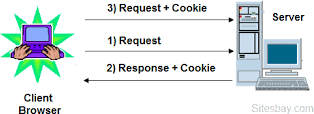 3) Request + Cookie
Server
1) Request
2) Response + Cookie
Client
Browser
Sitesbay.com